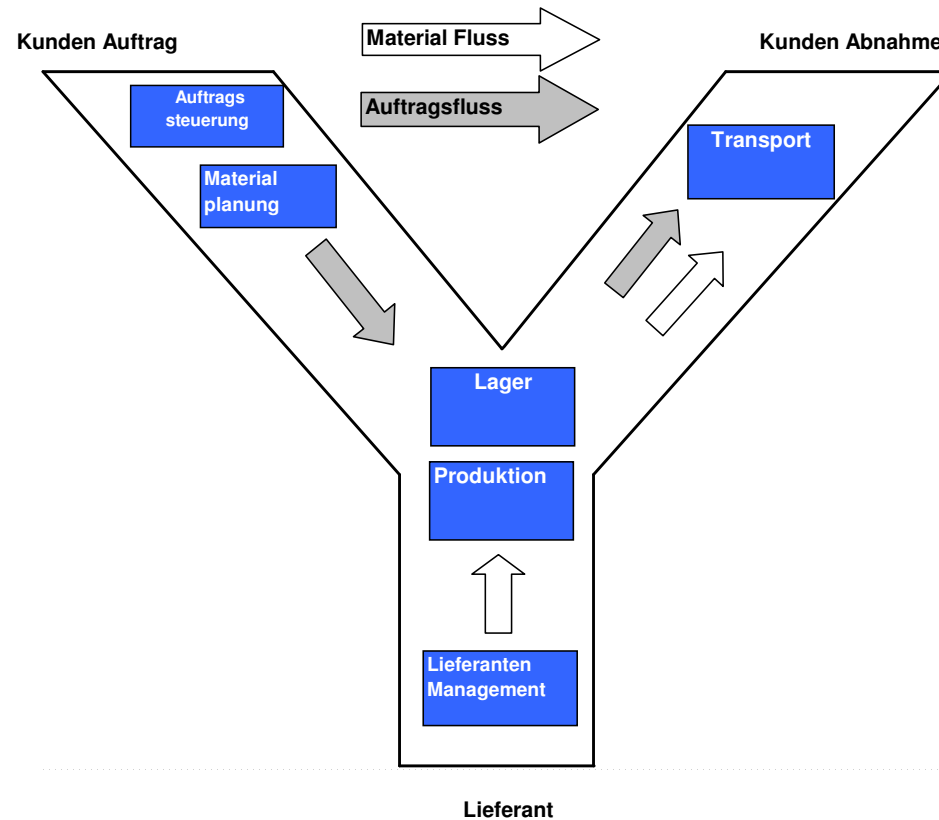 Kunden Auftrag
Material Fluss
Kunden Abnahme
Auftragsfluss
Auftrags
steuerung
Material
planung
Transport
Lager
Produktion
Lieferanten
Management
Lieferant